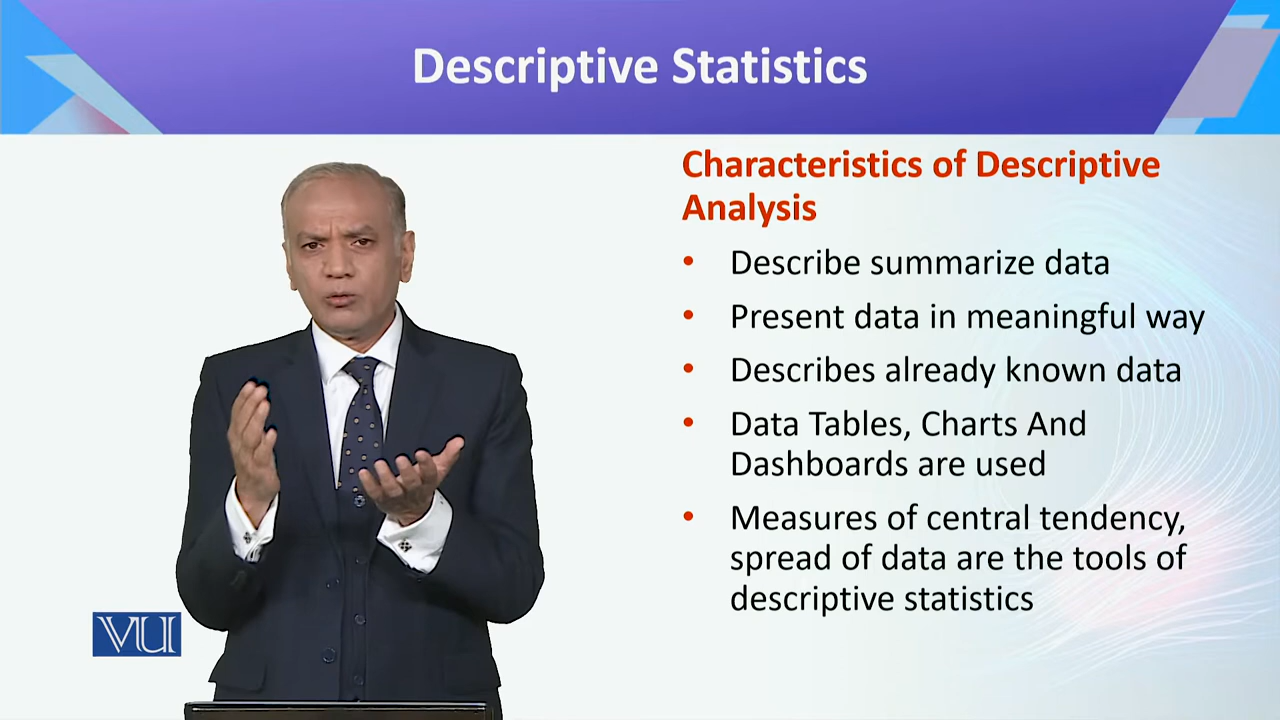 Descriptive Statistics
Characteristics of Descriptive
Analysis
• Describe summarize data
• Present data in meaningful way
• Describes already known data
• Data Tables, Charts And
Dashboards are used
• Measures of central tendency,
spread of data are the tools of
descriptive statistics
VU